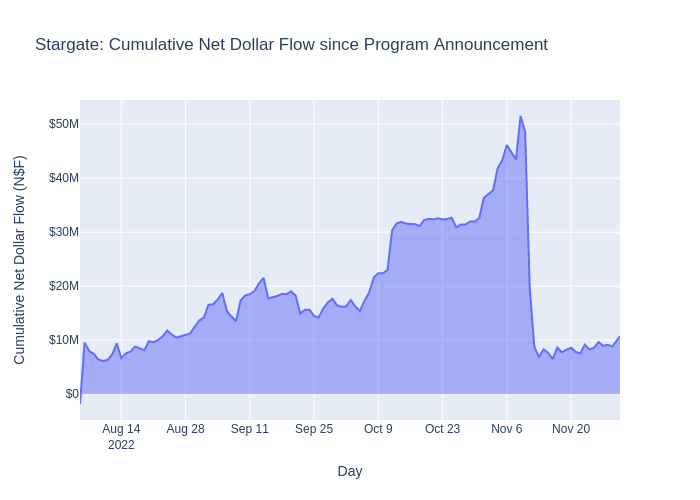 Stargate: Cumulative Net Dollar Flow since Program Announcement
Cumulative Net Dollar Flow (N$F)
$50M
$40M
$30M
$20M
$10M
$0
Aug 14
2022
Aug 28
Sep 11
Sep 25
Oct 9
Oct 23
Nov 6
Nov 20
Day